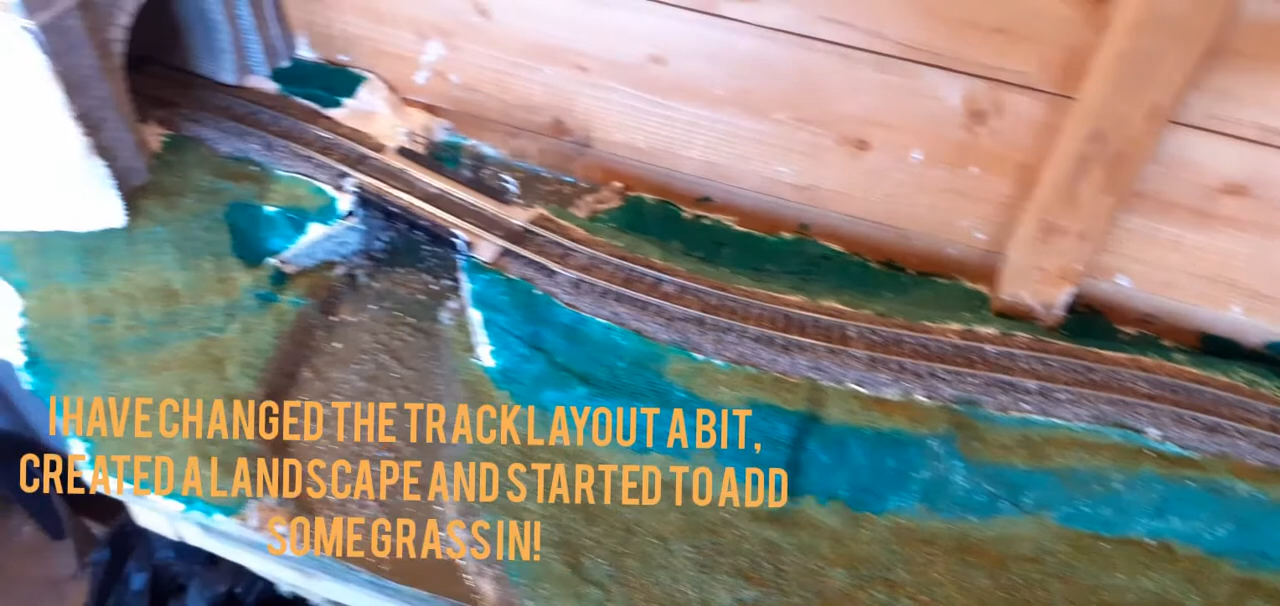 I HAVE CHANGED THE TRACK LAYOUT A BIT,
CREATED A LANDSCAPE AND STARTED TO ADD
SOME GRASS IN!